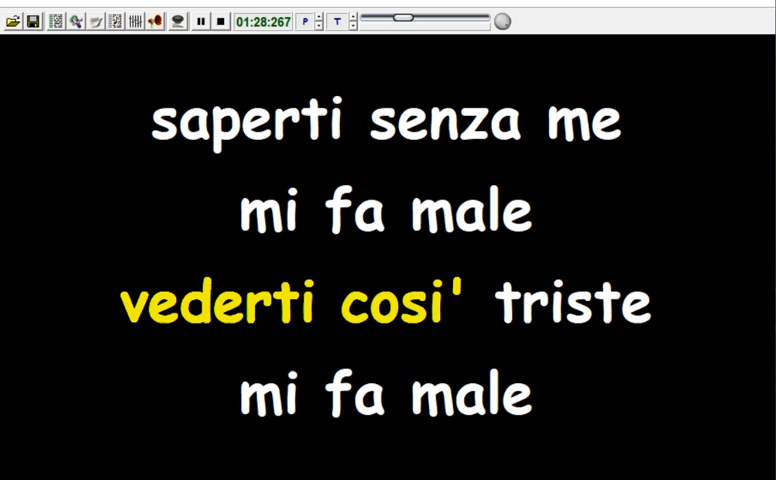 01:28:267
P
T
saperti senza me
mi fa male
vederti cosi' triste
mi fa male